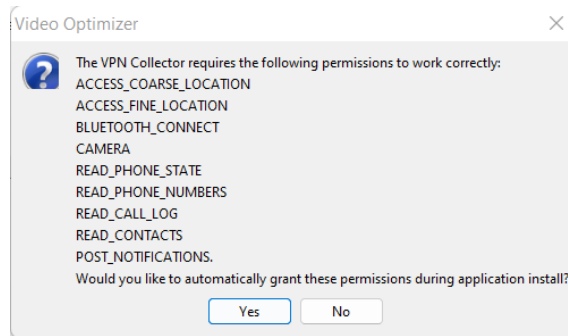 Video Optimizer
The VPN Collector requires the following permissions to work correctly:
ACCESS_COARSE_LOCATION
ACCESS_FINE_LOCATION
BLUETOOTH_CONNECT
CAMERA
READ_PHONE_STATE
READ_PHONE_NUMBERS
READ_CALL_LOG
READ_CONTACTS
POST_NOTIFICATIONS.
Would you like to automatically grant these permissions during application install?
Yes No